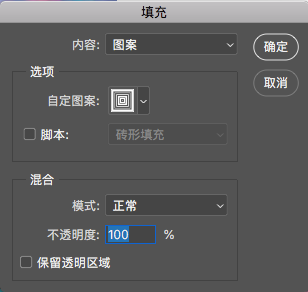 填充
内容: 图案
确定
取消
选项
自定图案:
脚本: 砖形填充
混合
模式: 正常
不透明度: 100 %
保留透明区域